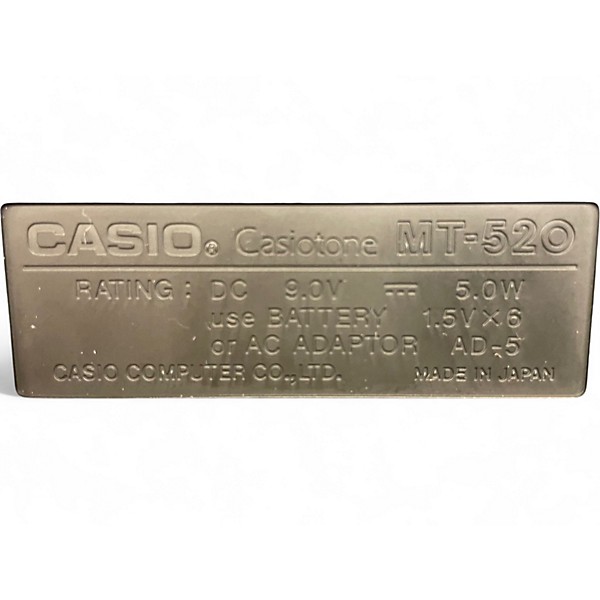 CASIO® Casiotone MT-520
RATING : DC 9.0V ⎓ 5.0W
use BATTERY 1.5V×6
or AC ADAPTOR AD-5
CASIO COMPUTER CO.,LTD. MADE IN JAPAN